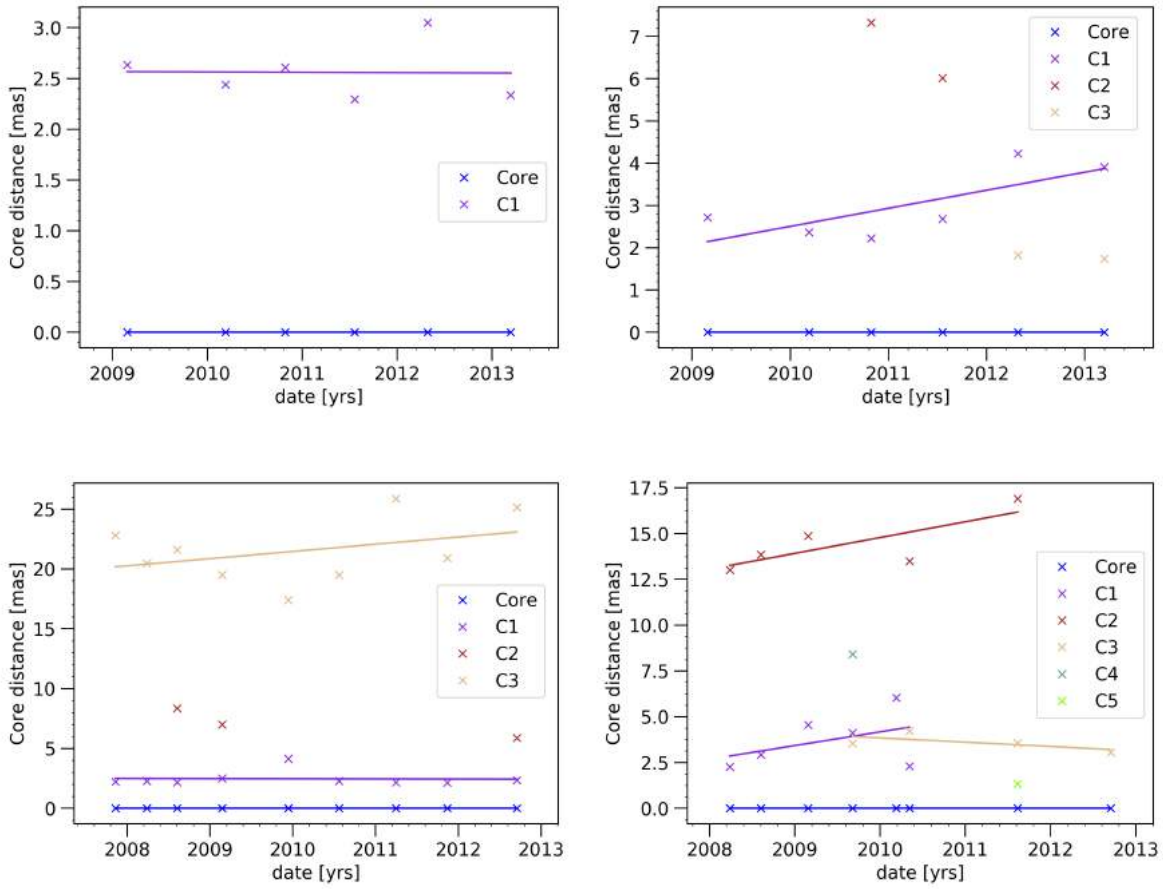 Core distance [mas]
3.0
2.5
2.0
1.5
1.0
0.5
0.0
Core
C1
2009 2010 2011 2012 2013
date [yrs]
Core distance [mas]
7
6
5
4
3
2
1
0
Core
C1
C2
C3
2009 2010 2011 2012 2013
date [yrs]
Core distance [mas]
25
20
15
10
5
0
Core
C1
C2
C3
2008 2009 2010 2011 2012 2013
date [yrs]
Core distance [mas]
17.5
15.0
12.5
10.0
7.5
5.0
2.5
0.0
Core
C1
C2
C3
C4
C5
2008 2009 2010 2011 2012 2013
date [yrs]